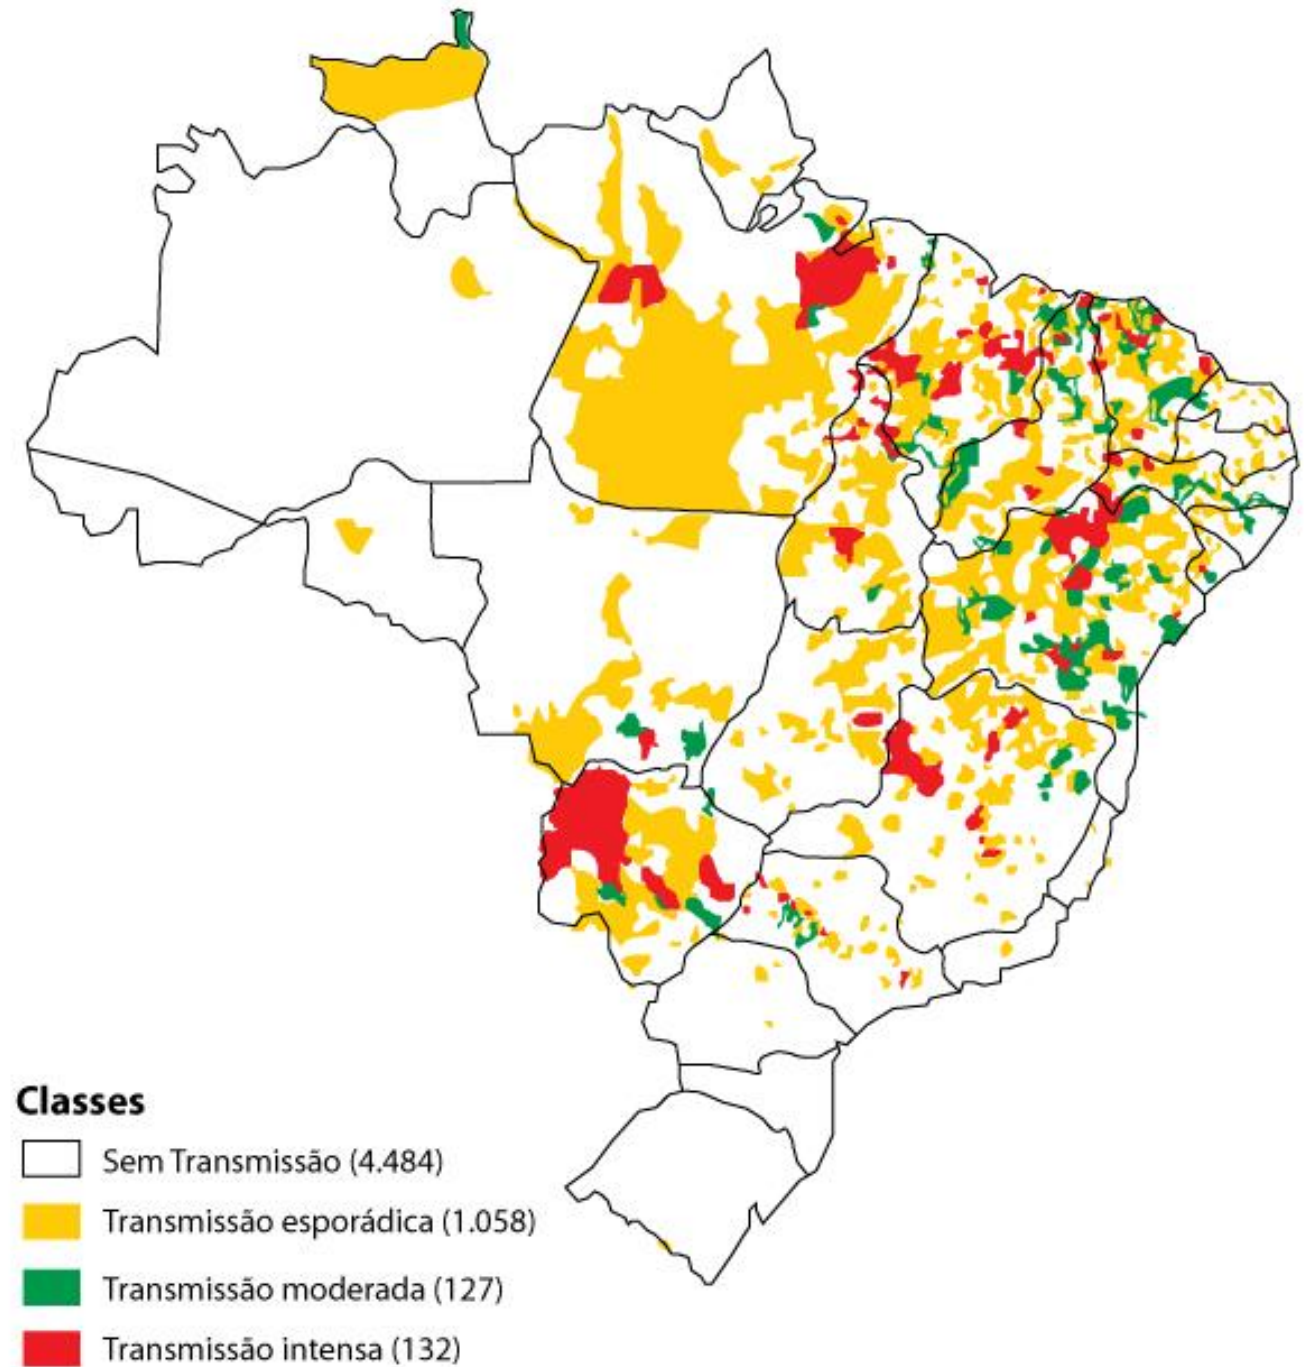 Classes
Sem Transmissão (4.484)
Transmissão esporádica (1.058)
Transmissão moderada (127)
Transmissão intensa (132)